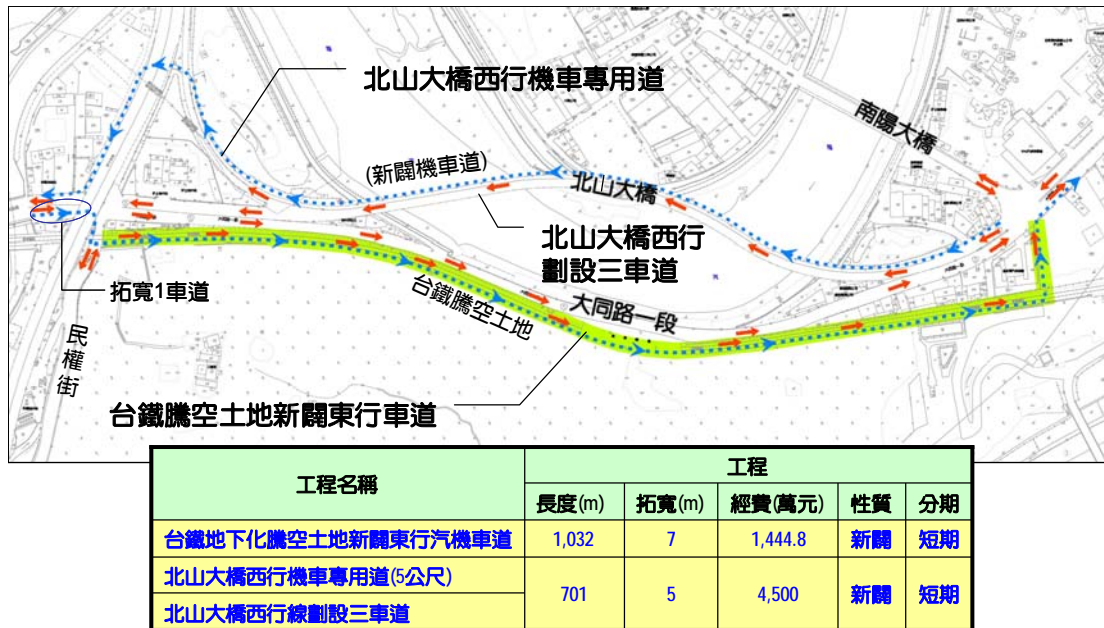 北山大橋西行機車專用道
南陽大橋
(新闢機車道)
北山大橋
北山大橋西行
劃設三車道
拓寬1車道
台鐵騰空土地
大同路一段
民權街
台鐵騰空土地新闢東行車道
工程名稱
工程
長度(m)
拓寬(m)
經費(萬元)
性質
分期
台鐵地下化騰空土地新闢東行汽機車道
1,032
7
1,444.8
新闢
短期
北山大橋西行機車專用道(5公尺)
701
5
4,500
新闢
短期
北山大橋西行線劃設三車道